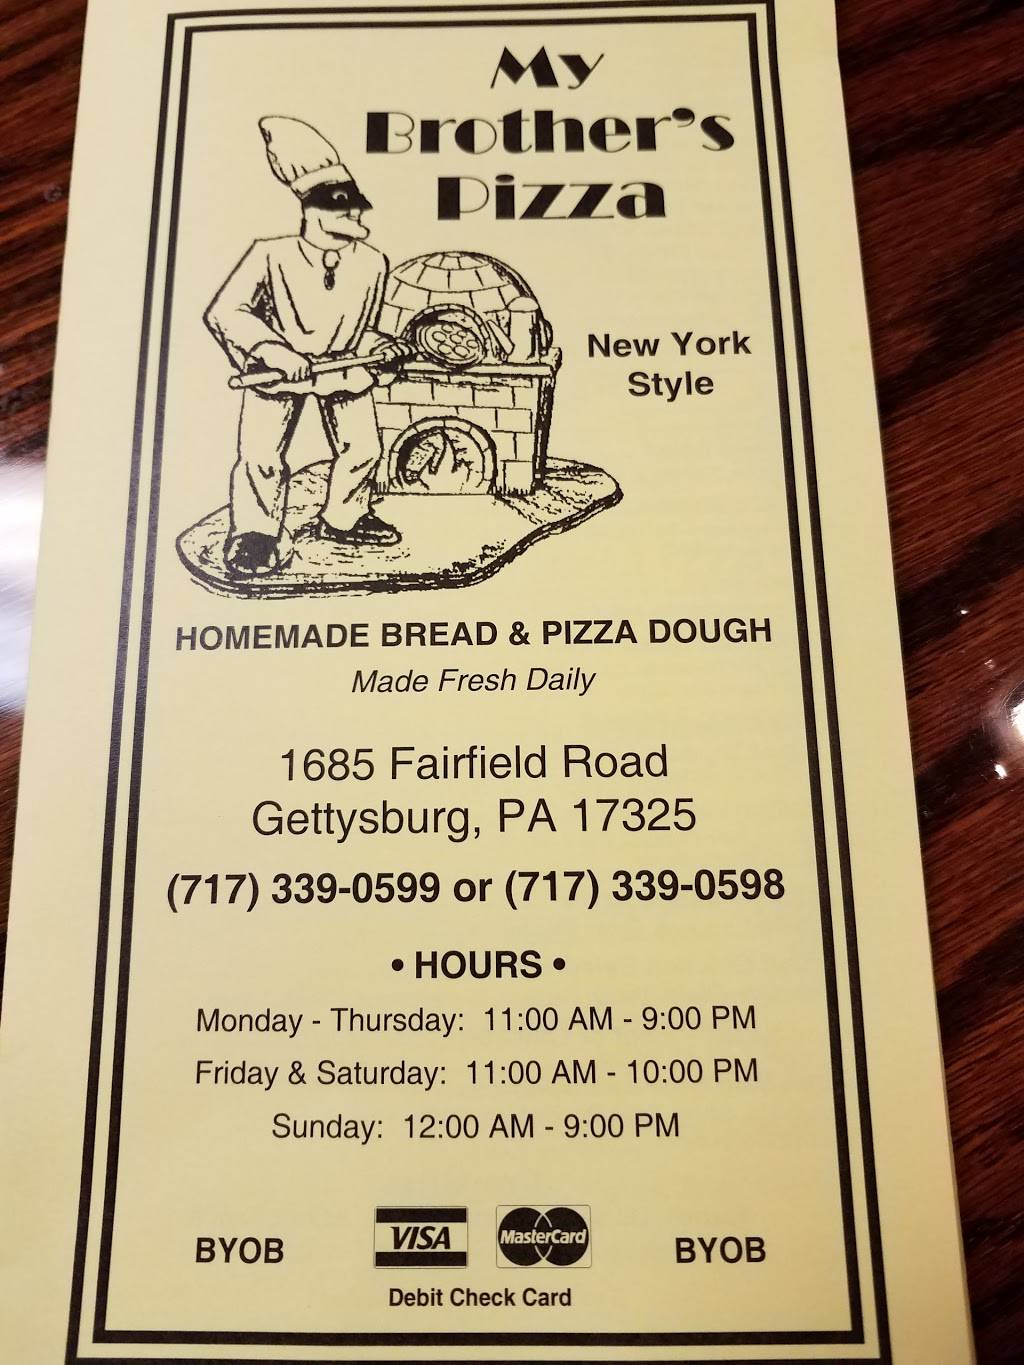 My
Brother's
Pizza
New York
Style
HOMEMADE BREAD & PIZZA DOUGH
Made Fresh Daily
1685 Fairfield Road
Gettysburg, PA 17325
(717) 339-0599 or (717) 339-0598
• HOURS •
Monday - Thursday: 11:00 AM - 9:00 PM
Friday & Saturday: 11:00 AM - 10:00 PM
Sunday: 12:00 AM - 9:00 PM
BYOB VISA MasterCard BYOB
Debit Check Card